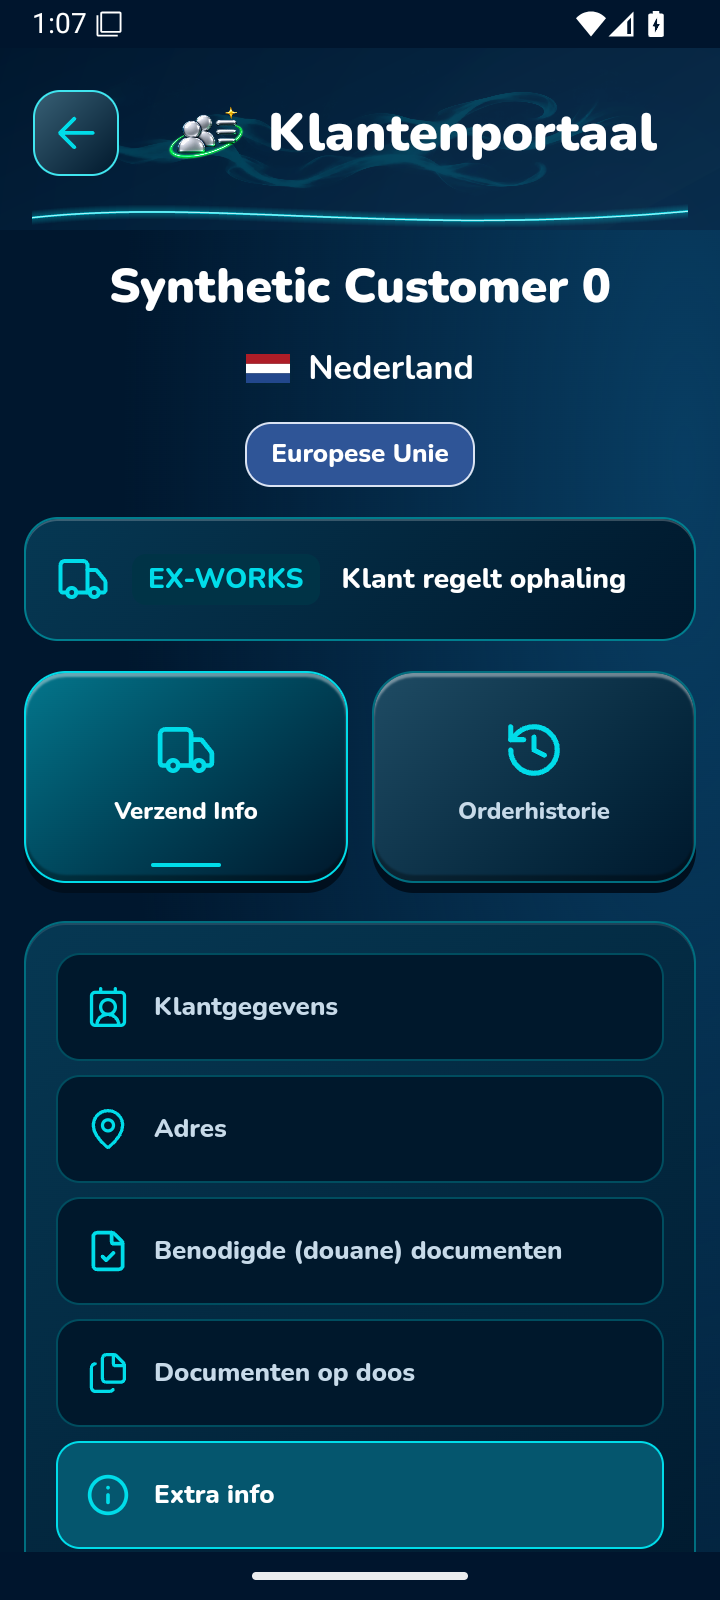 1:07
Klantenportaal
Synthetic Customer 0
Nederland
Europese Unie
EX-WORKS Klant regelt ophaling
Verzend Info
Orderhistorie
Klantgegevens
Adres
Benodigde (douane) documenten
Documenten op doos
Extra info